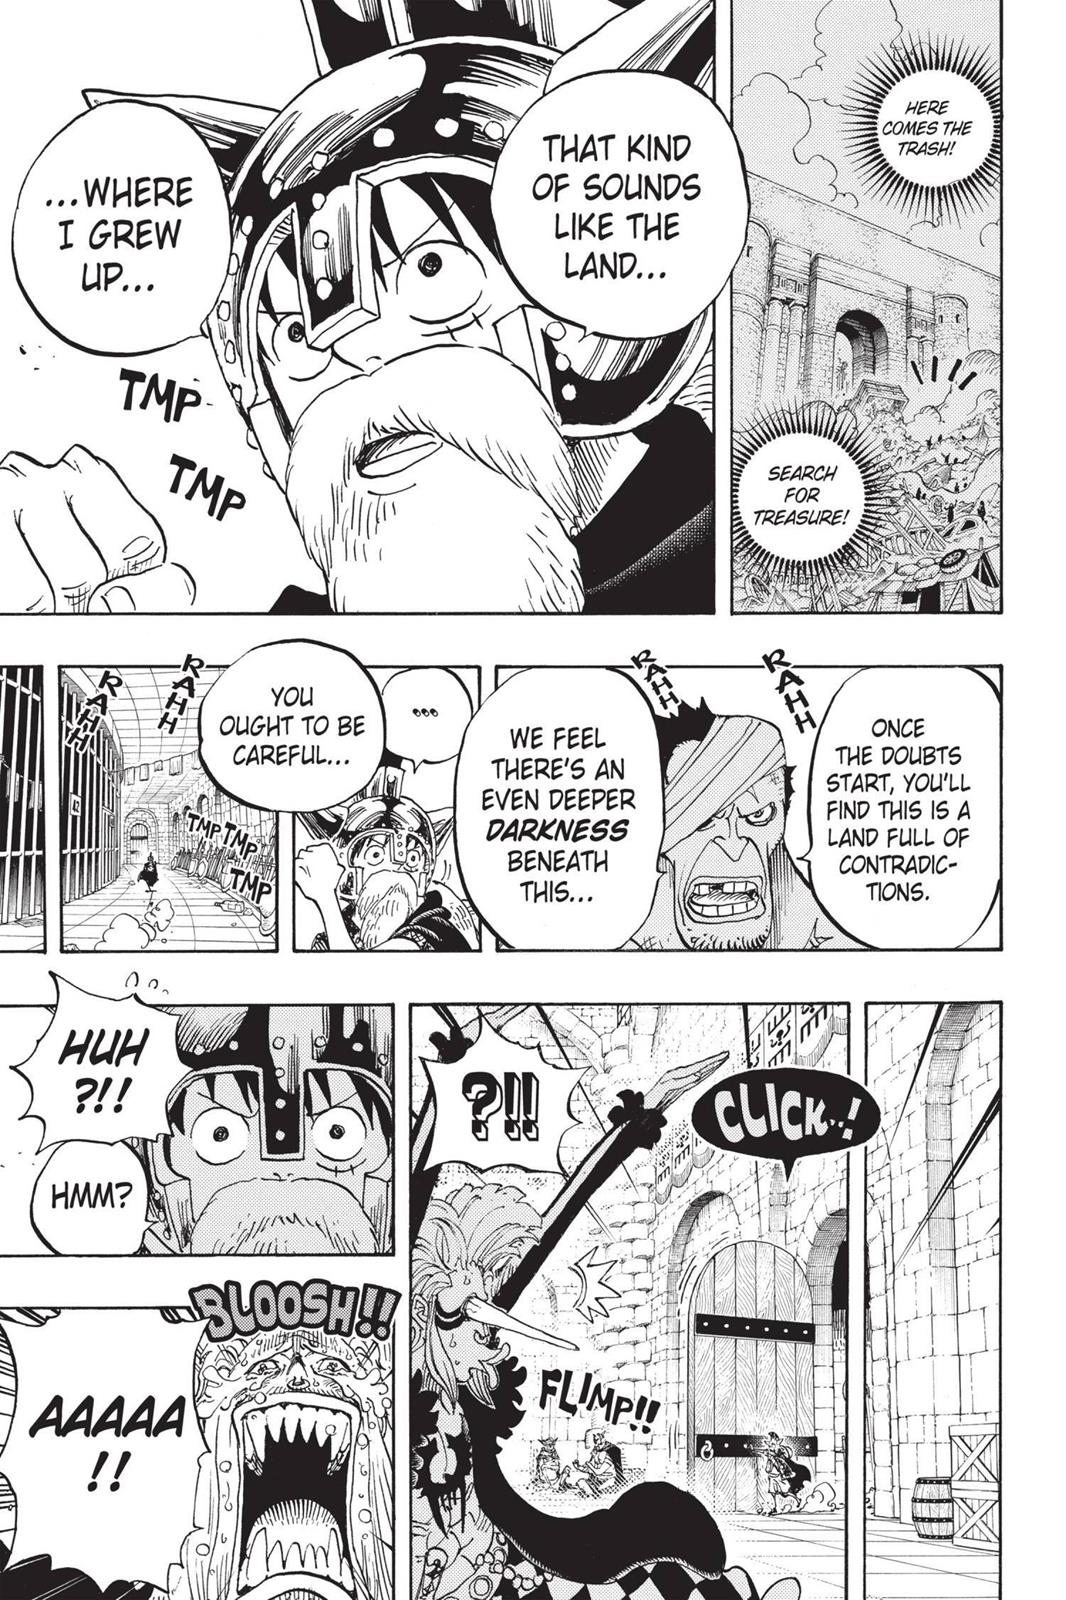 HERE
COMES THE
TRASH!
SEARCH
FOR
TREASURE!
THAT KIND
OF SOUNDS
LIKE THE
LAND...
...WHERE
I GREW
UP...
TMP
TMP
RAHH
ONCE
THE DOUBTS
START, YOU'LL
FIND THIS IS A
LAND FULL OF
CONTRADIC-
TIONS.
RAHH
WE FEEL
THERE'S AN
EVEN DEEPER
DARKNESS
BENEATH
THIS...
...
YOU
OUGHT TO BE
CAREFUL...
RAHH
RAHH
42
TMP TMP
TMP
CLICK..!
?!!
FLIMP!!
HUH
?!!
HMM?
BLOOSH!!
AAAAA
!!